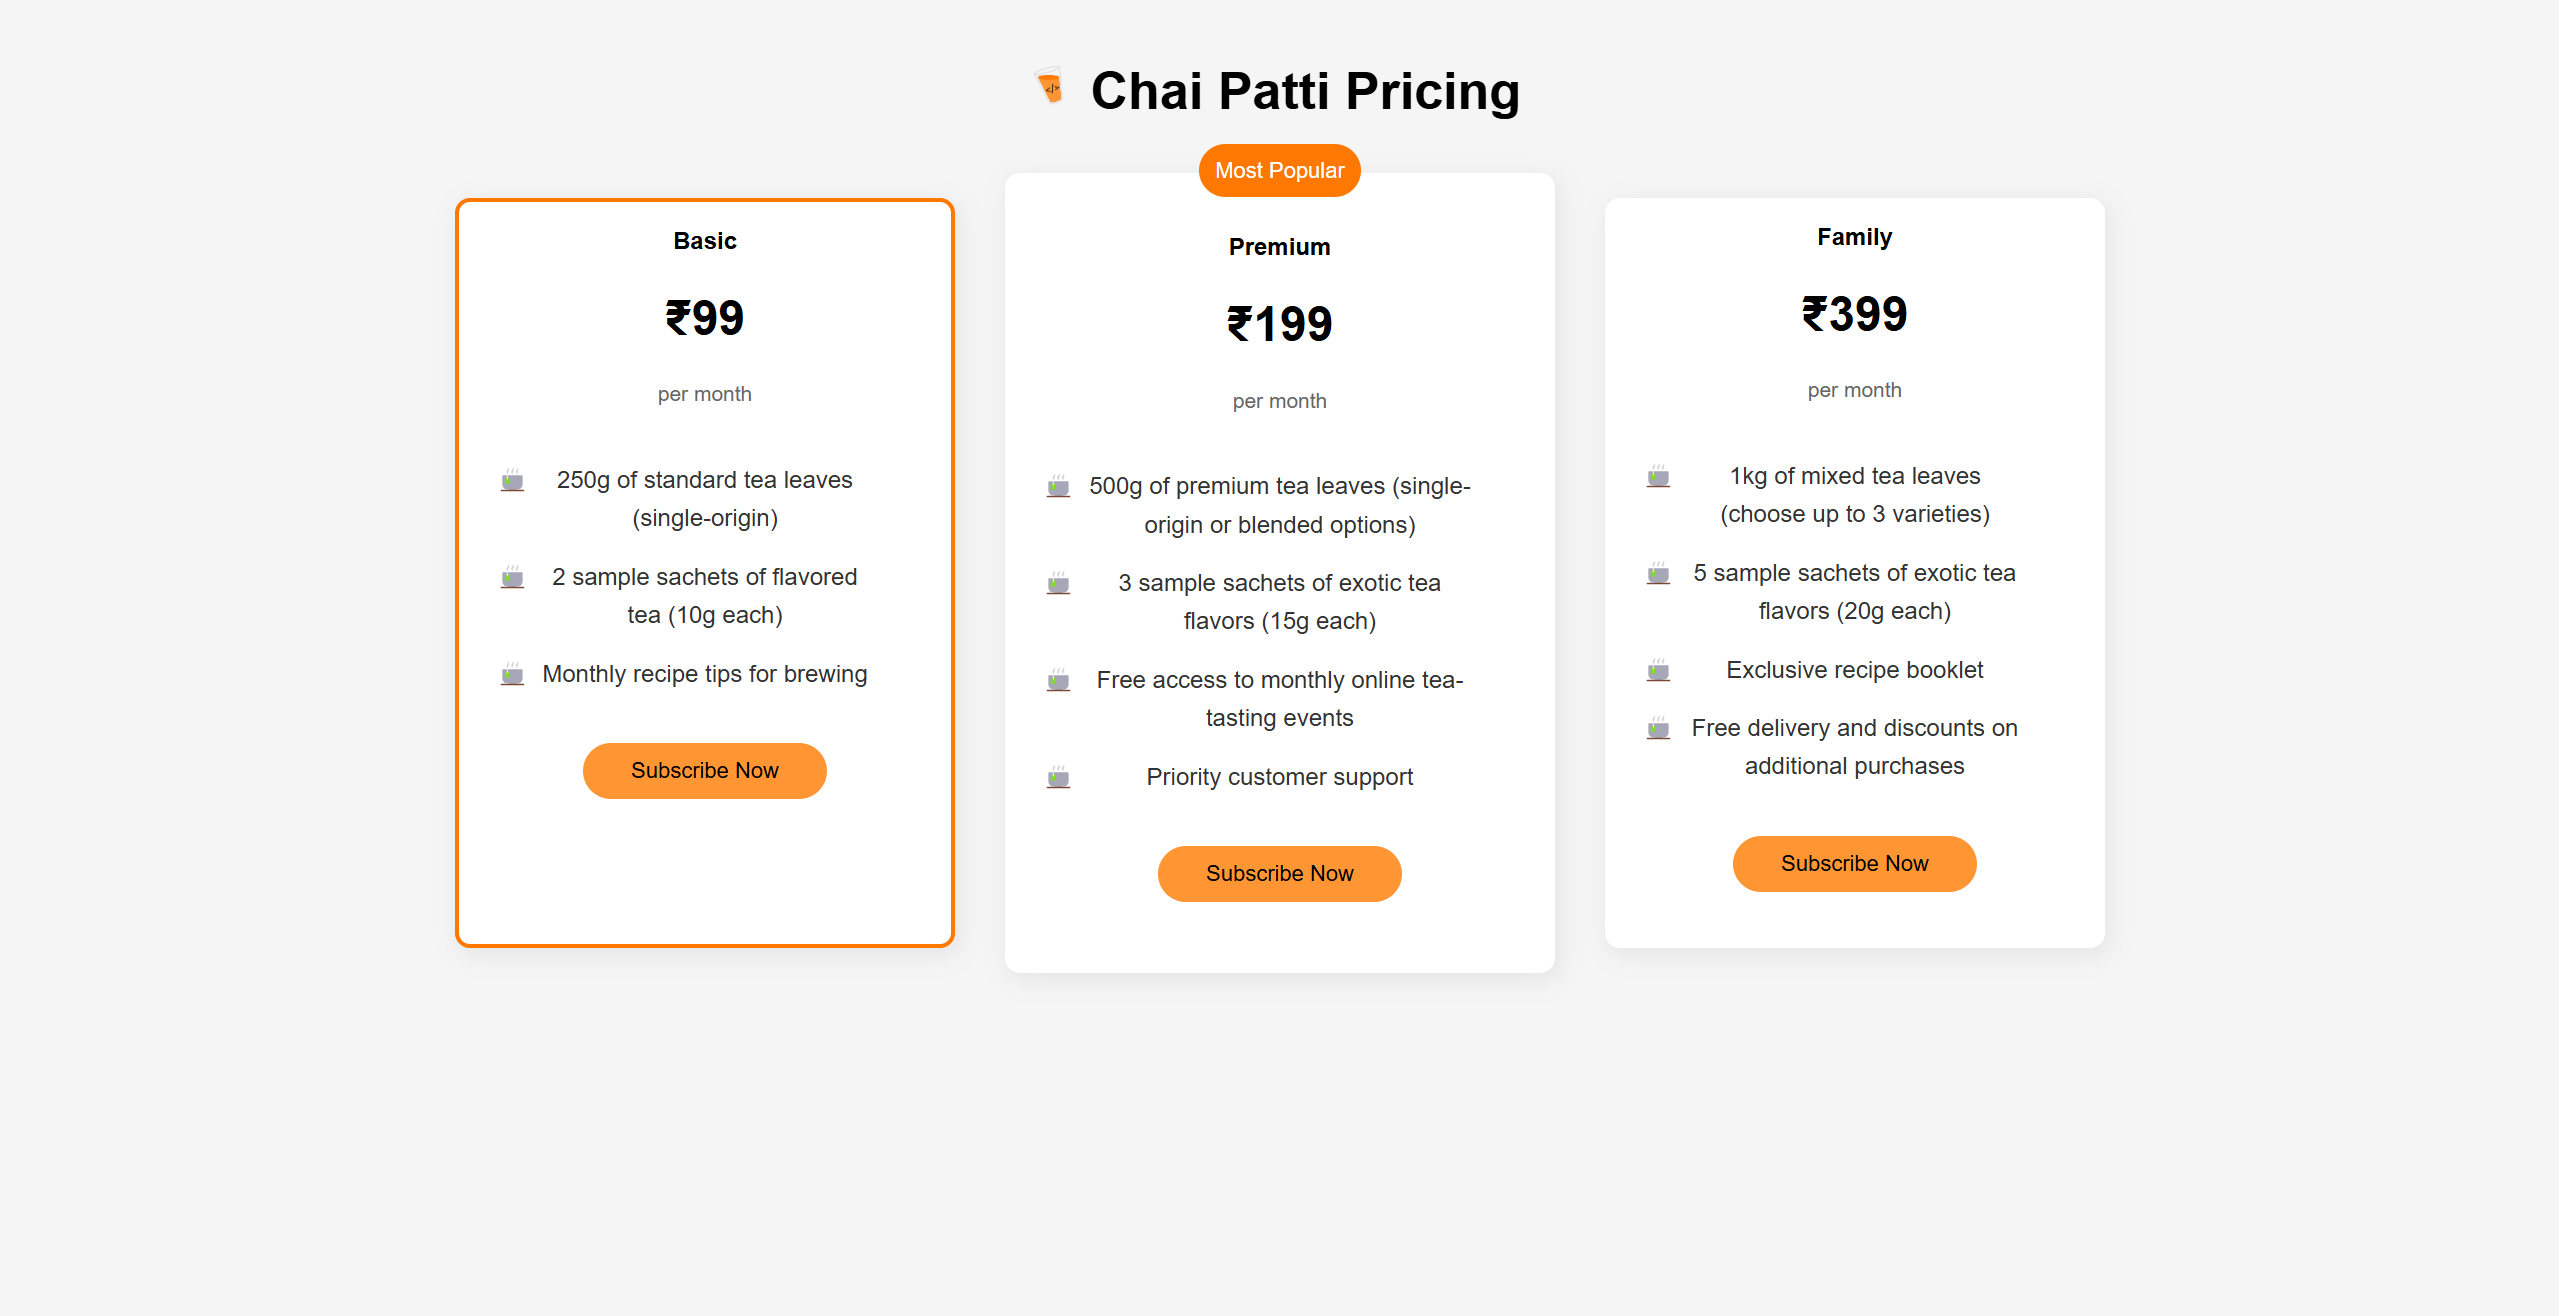 Chai Patti Pricing
Basic
₹99
per month
250g of standard tea leaves
(single-origin)
2 sample sachets of flavored
tea (10g each)
Monthly recipe tips for brewing
Subscribe Now
Most Popular
Premium
₹199
per month
500g of premium tea leaves (single-
origin or blended options)
3 sample sachets of exotic tea
flavors (15g each)
Free access to monthly online tea-
tasting events
Priority customer support
Subscribe Now
Family
₹399
per month
1kg of mixed tea leaves
(choose up to 3 varieties)
5 sample sachets of exotic tea
flavors (20g each)
Exclusive recipe booklet
Free delivery and discounts on
additional purchases
Subscribe Now